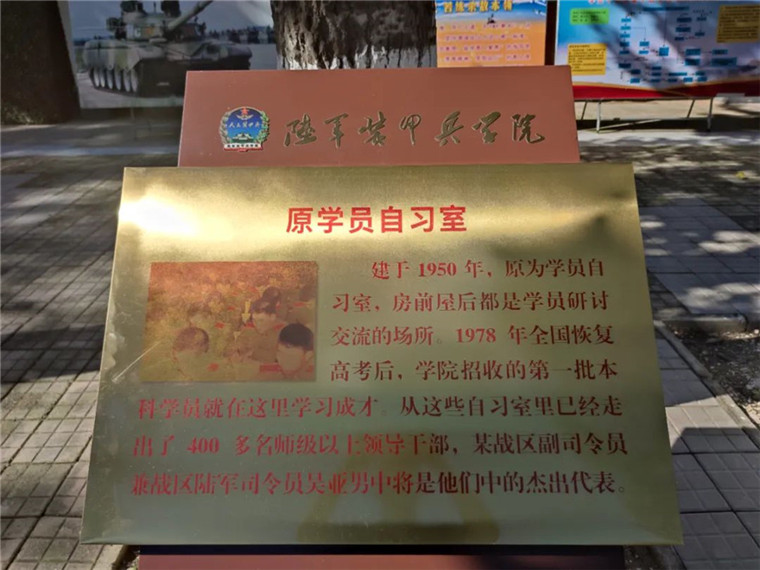 陆军装甲兵学院
原学员自习室
建于 1950 年，原为学员自
习室，房前屋后都是学员研讨
交流的场所。1978 年全国恢复
高考后，学院招收的第一批本
科学员就在这里学习成才。从这些自习室里已经走
出了 400 多名师级以上领导干部，某战区副司令员
兼战区陆军司令员吴亚男中将是他们中的杰出代表。